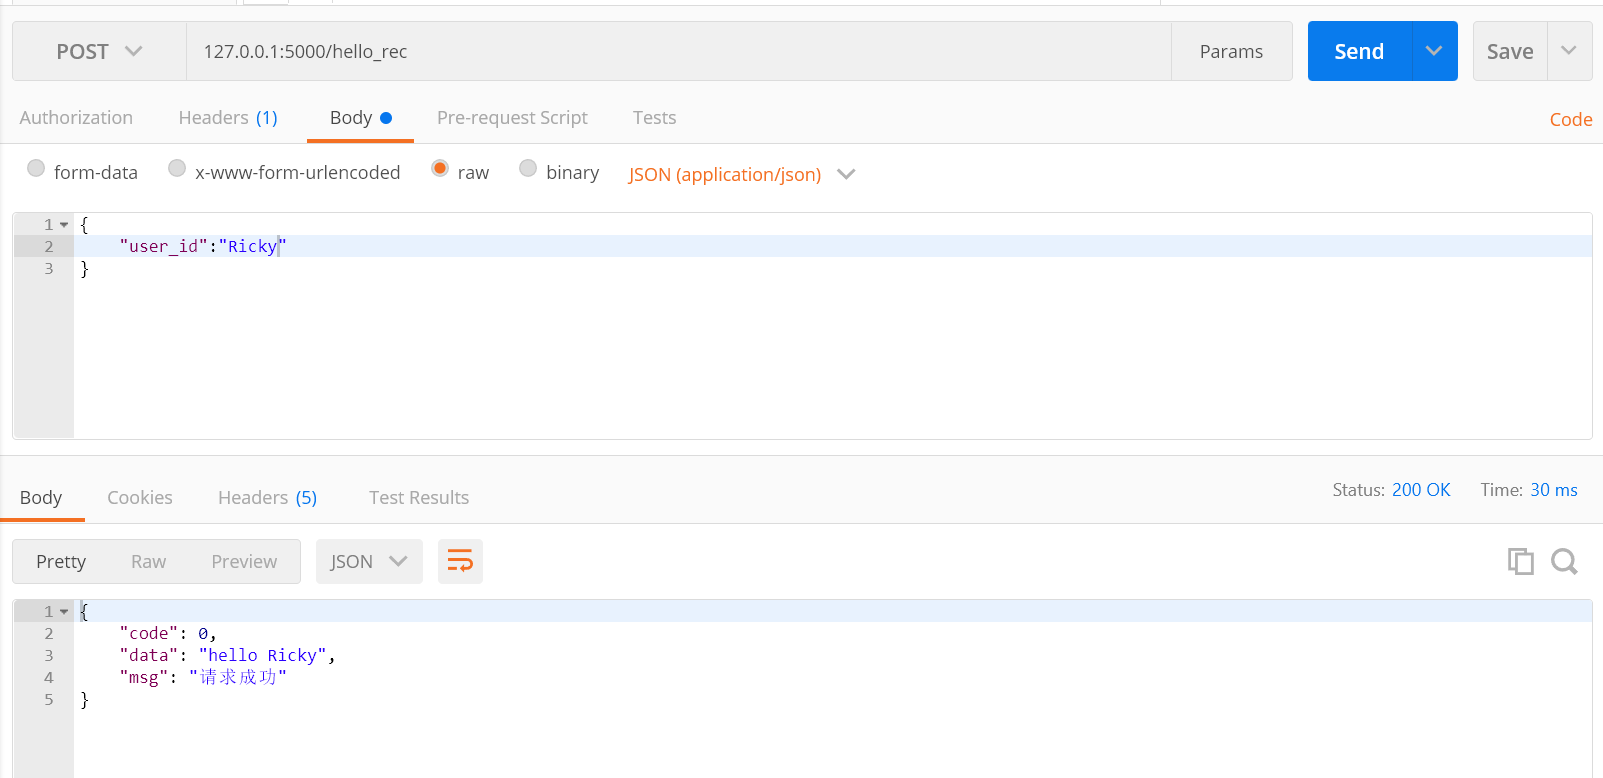 POST 127.0.0.1:5000/hello_rec Params Send Save
Authorization Headers (1) Body Pre-request Script Tests Code
form-data x-www-form-urlencoded raw binary JSON (application/json)
1 {
2 "user_id":"Ricky"
3 }
Body Cookies Headers (5) Test Results Status: 200 OK Time: 30 ms
Pretty Raw Preview JSON
1 {
2 "code": 0,
3 "data": "hello Ricky",
4 "msg": "请求成功"
5 }